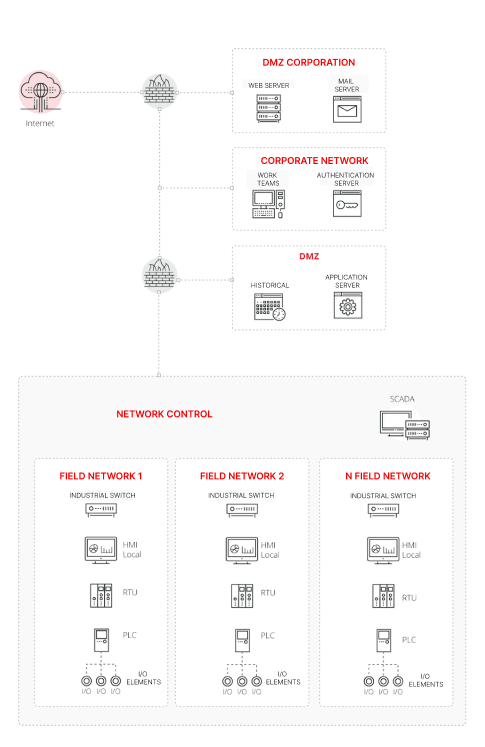 DMZ CORPORATION
WEB SERVER
MAIL
SERVER
Internet
CORPORATE NETWORK
WORK
TEAMS
AUTHENTICATION
SERVER
DMZ
HISTORICAL
APPLICATION
SERVER
NETWORK CONTROL
SCADA
FIELD NETWORK 1
INDUSTRIAL SWITCH
HMI
Local
RTU
PLC
I/O
ELEMENTS
I/O I/O I/O
FIELD NETWORK 2
INDUSTRIAL SWITCH
HMI
Local
RTU
PLC
I/O
ELEMENTS
I/O I/O I/O
N FIELD NETWORK
INDUSTRIAL SWITCH
HMI
Local
RTU
PLC
I/O
ELEMENTS
I/O I/O I/O